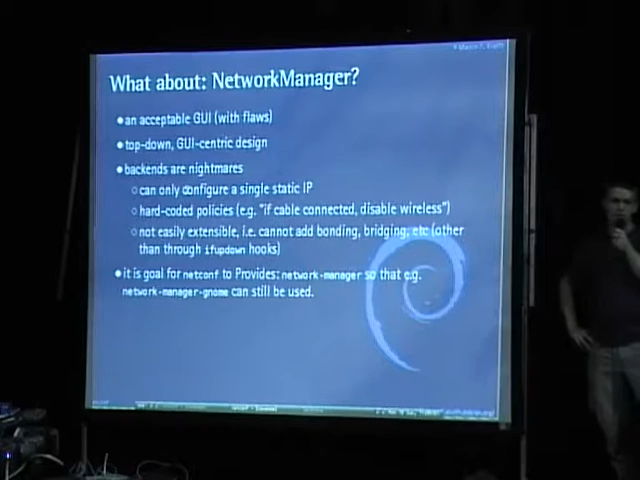 What about: NetworkManager?
• an acceptable GUI (with flaws)
• top-down, GUI-centric design
• backends are nightmares
○ can only configure a single static IP
○ hard-coded policies (e.g. "if cable connected, disable wireless")
○ not easily extensible, i.e. cannot add bonding, bridging, etc (other
than through ifupdown hooks)
• it is goal for netconf to Provides: network-manager so that e.g.
network-manager-gnome can still be used.